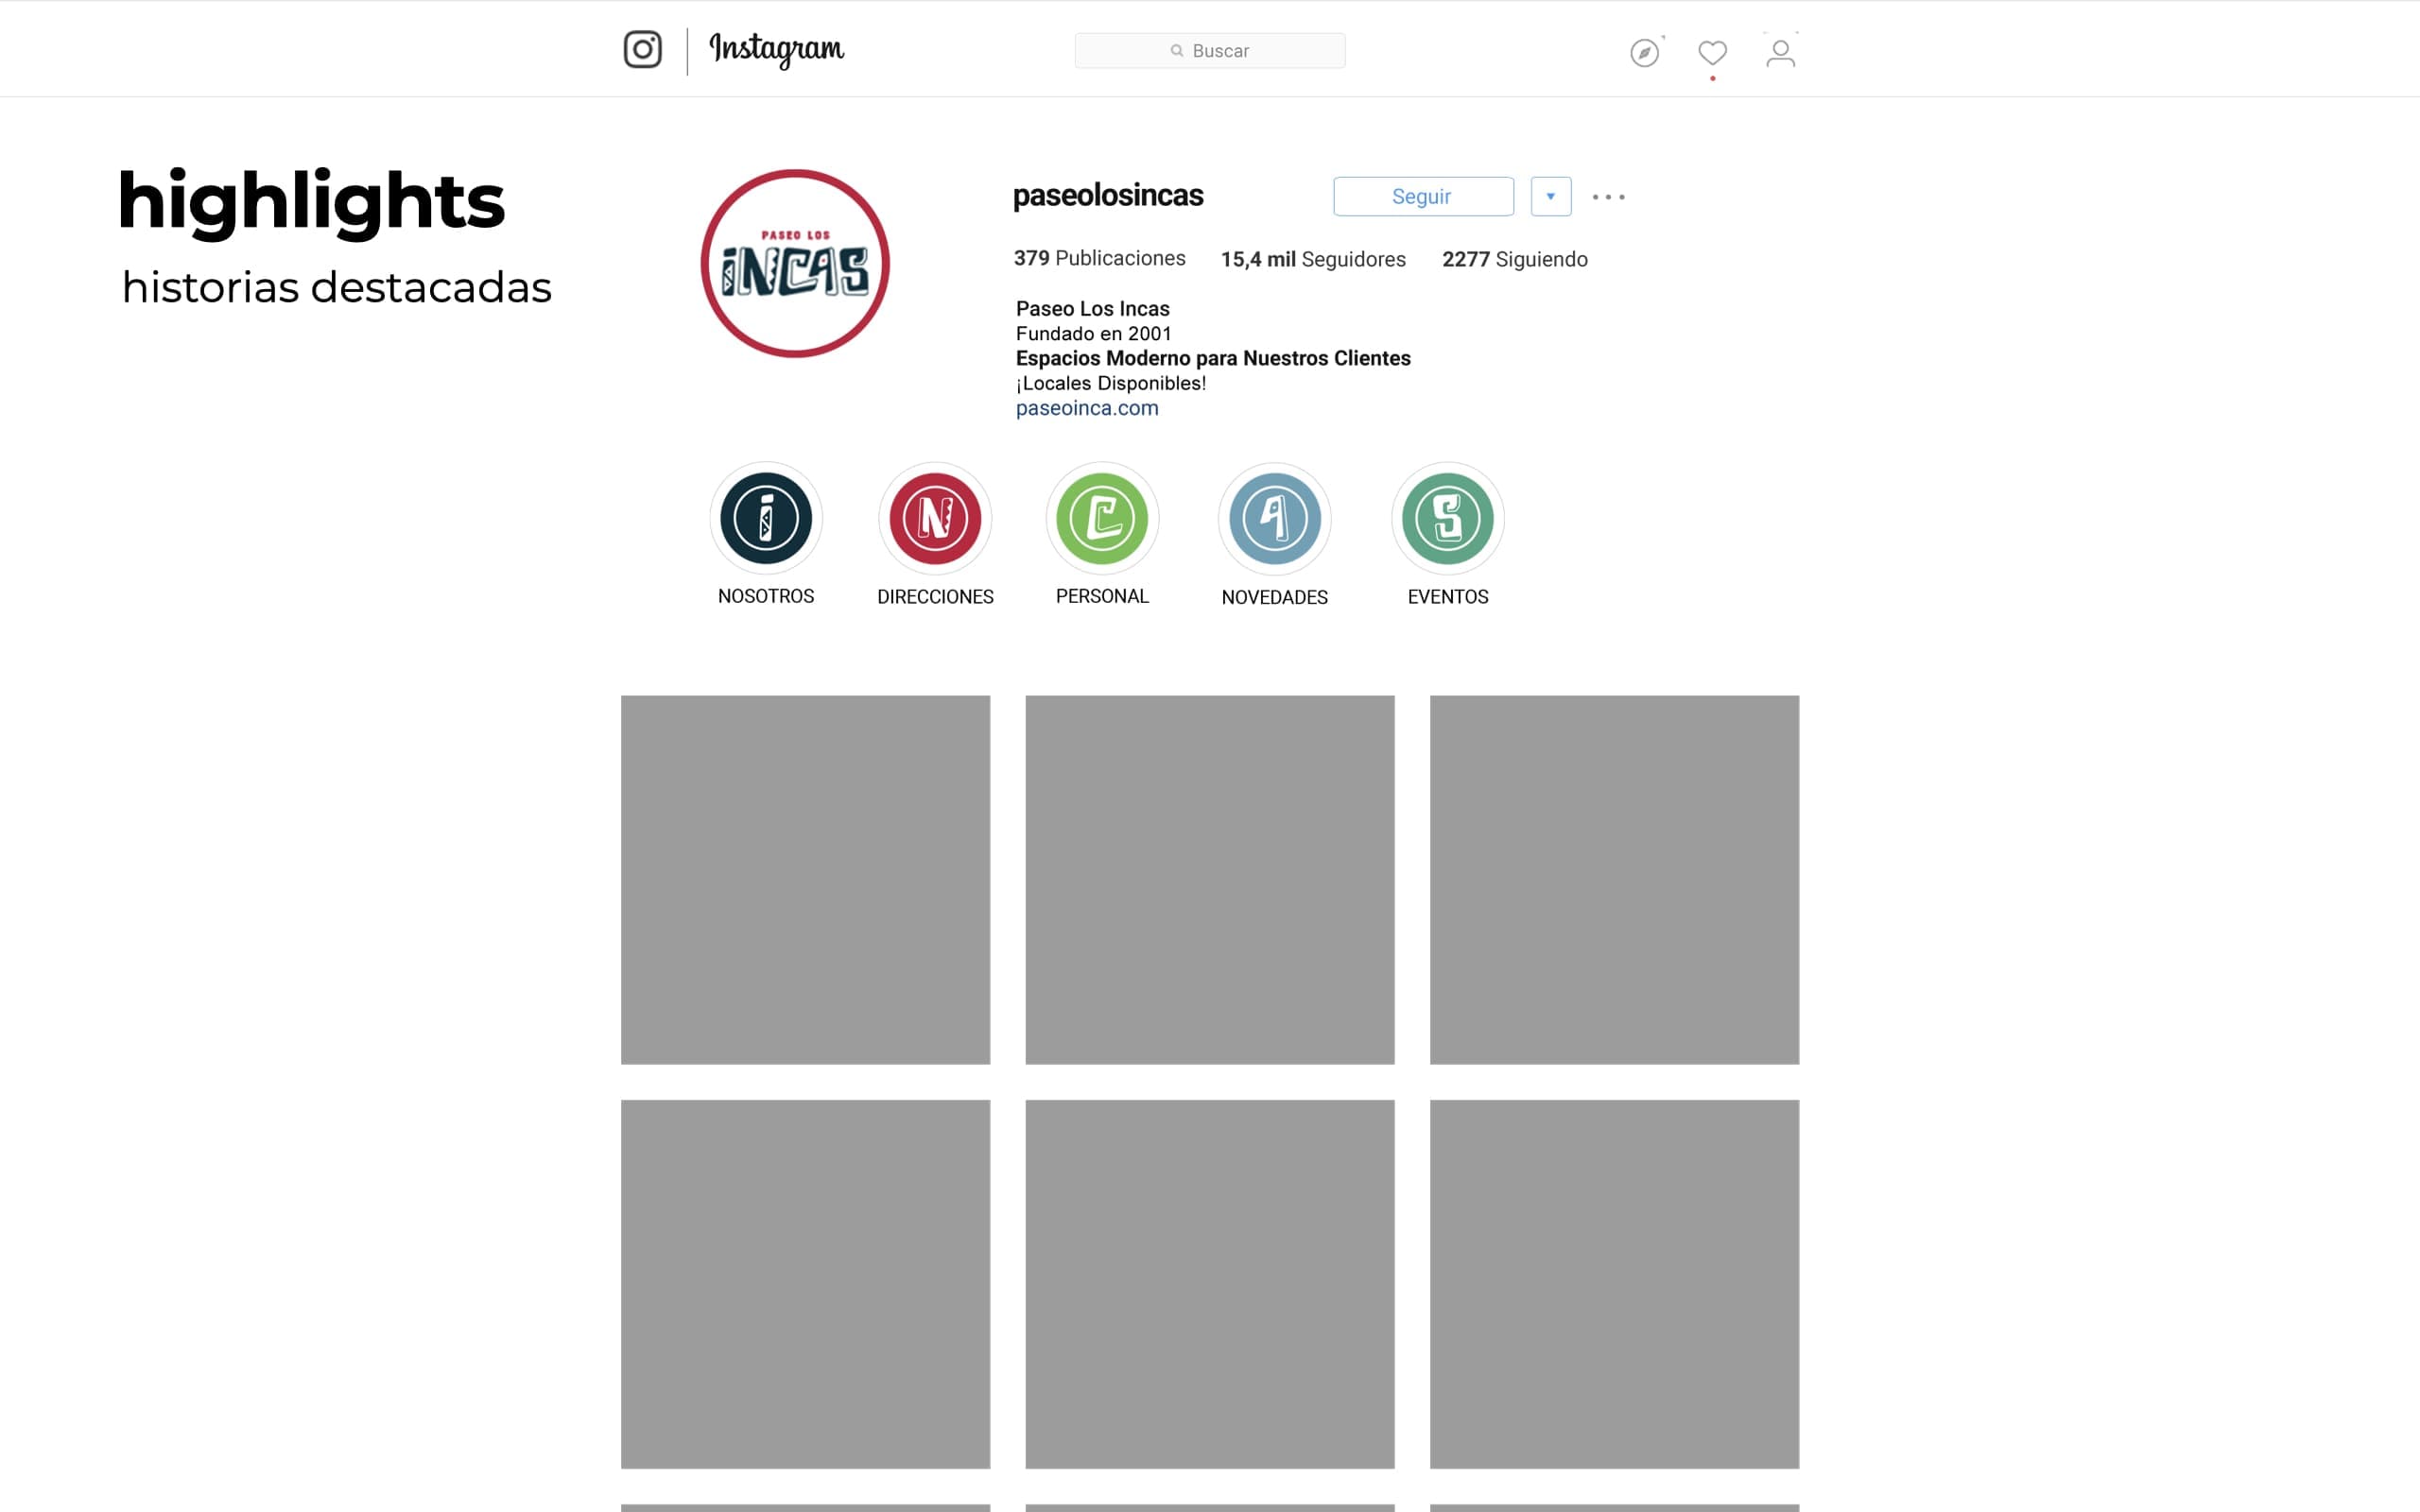 Instagram
Buscar
highlights
historias destacadas
PASEO LOS
iNCAS
paseolosincas
Seguir
379 Publicaciones 15,4 mil Seguidores 2277 Siguiendo
Paseo Los Incas
Fundado en 2001
Espacios Moderno para Nuestros Clientes
¡Locales Disponibles!
paseoinca.com
i N C A S
NOSOTROS DIRECCIONES PERSONAL NOVEDADES EVENTOS